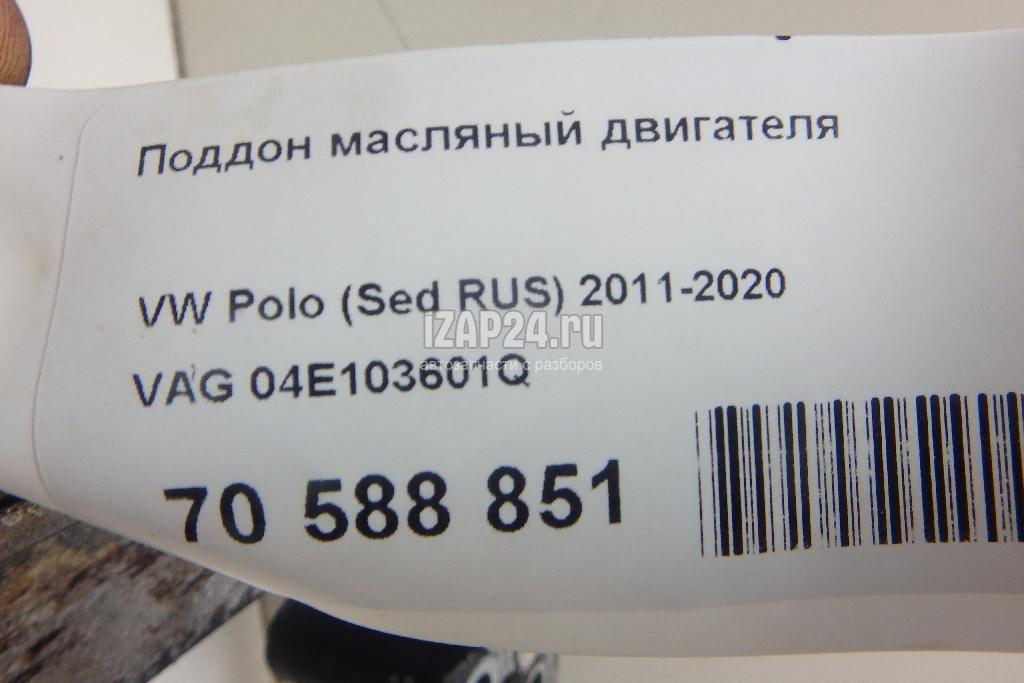 Поддон масляный двигателя
VW Polo (Sed RUS) 2011-2020
IZAP24.ru
автозапчасти с разборов
VAG 04E103601Q
70 588 851